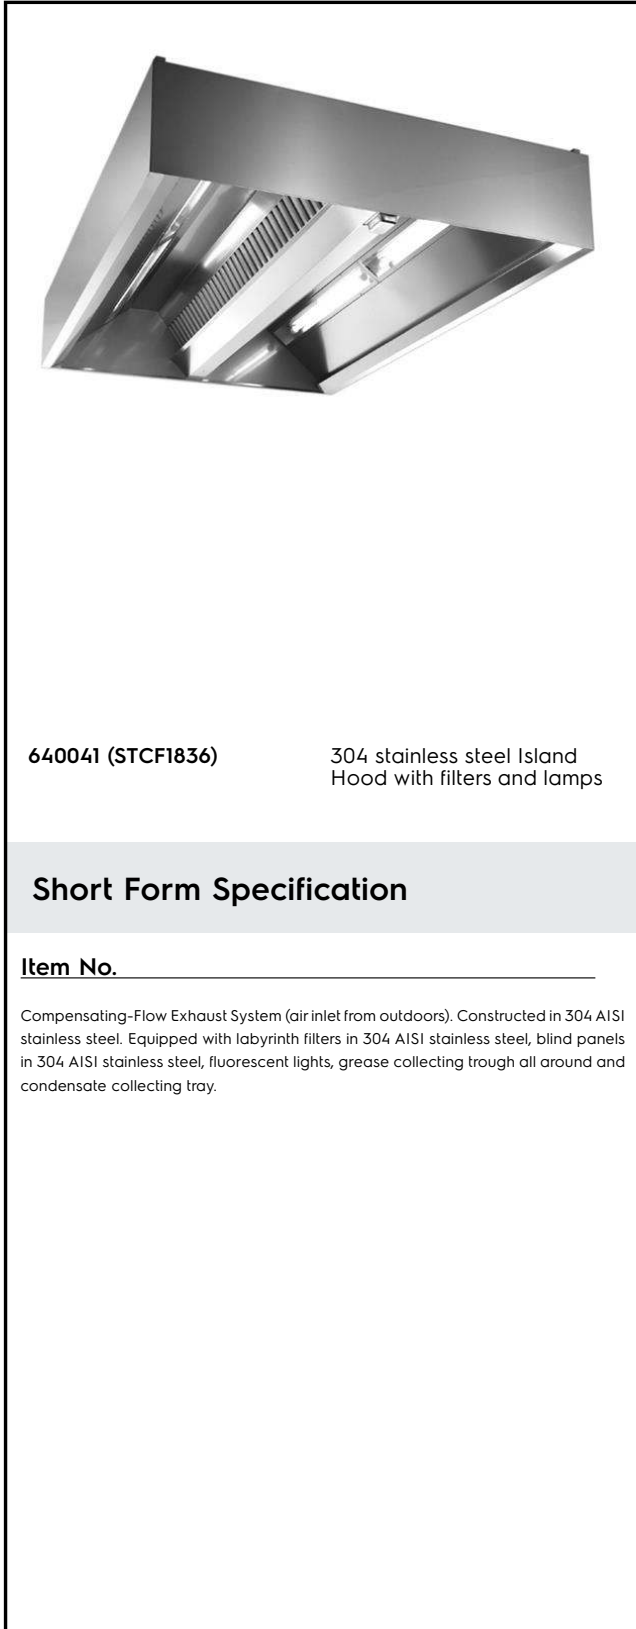 640041 (STCF1836)
304 stainless steel Island
Hood with filters and lamps
Short Form Specification
Item No.
Compensating-Flow Exhaust System (air inlet from outdoors). Constructed in 304 AISI
stainless steel. Equipped with labyrinth filters in 304 AISI stainless steel, blind panels
in 304 AISI stainless steel, fluorescent lights, grease collecting trough all around and
condensate collecting tray.